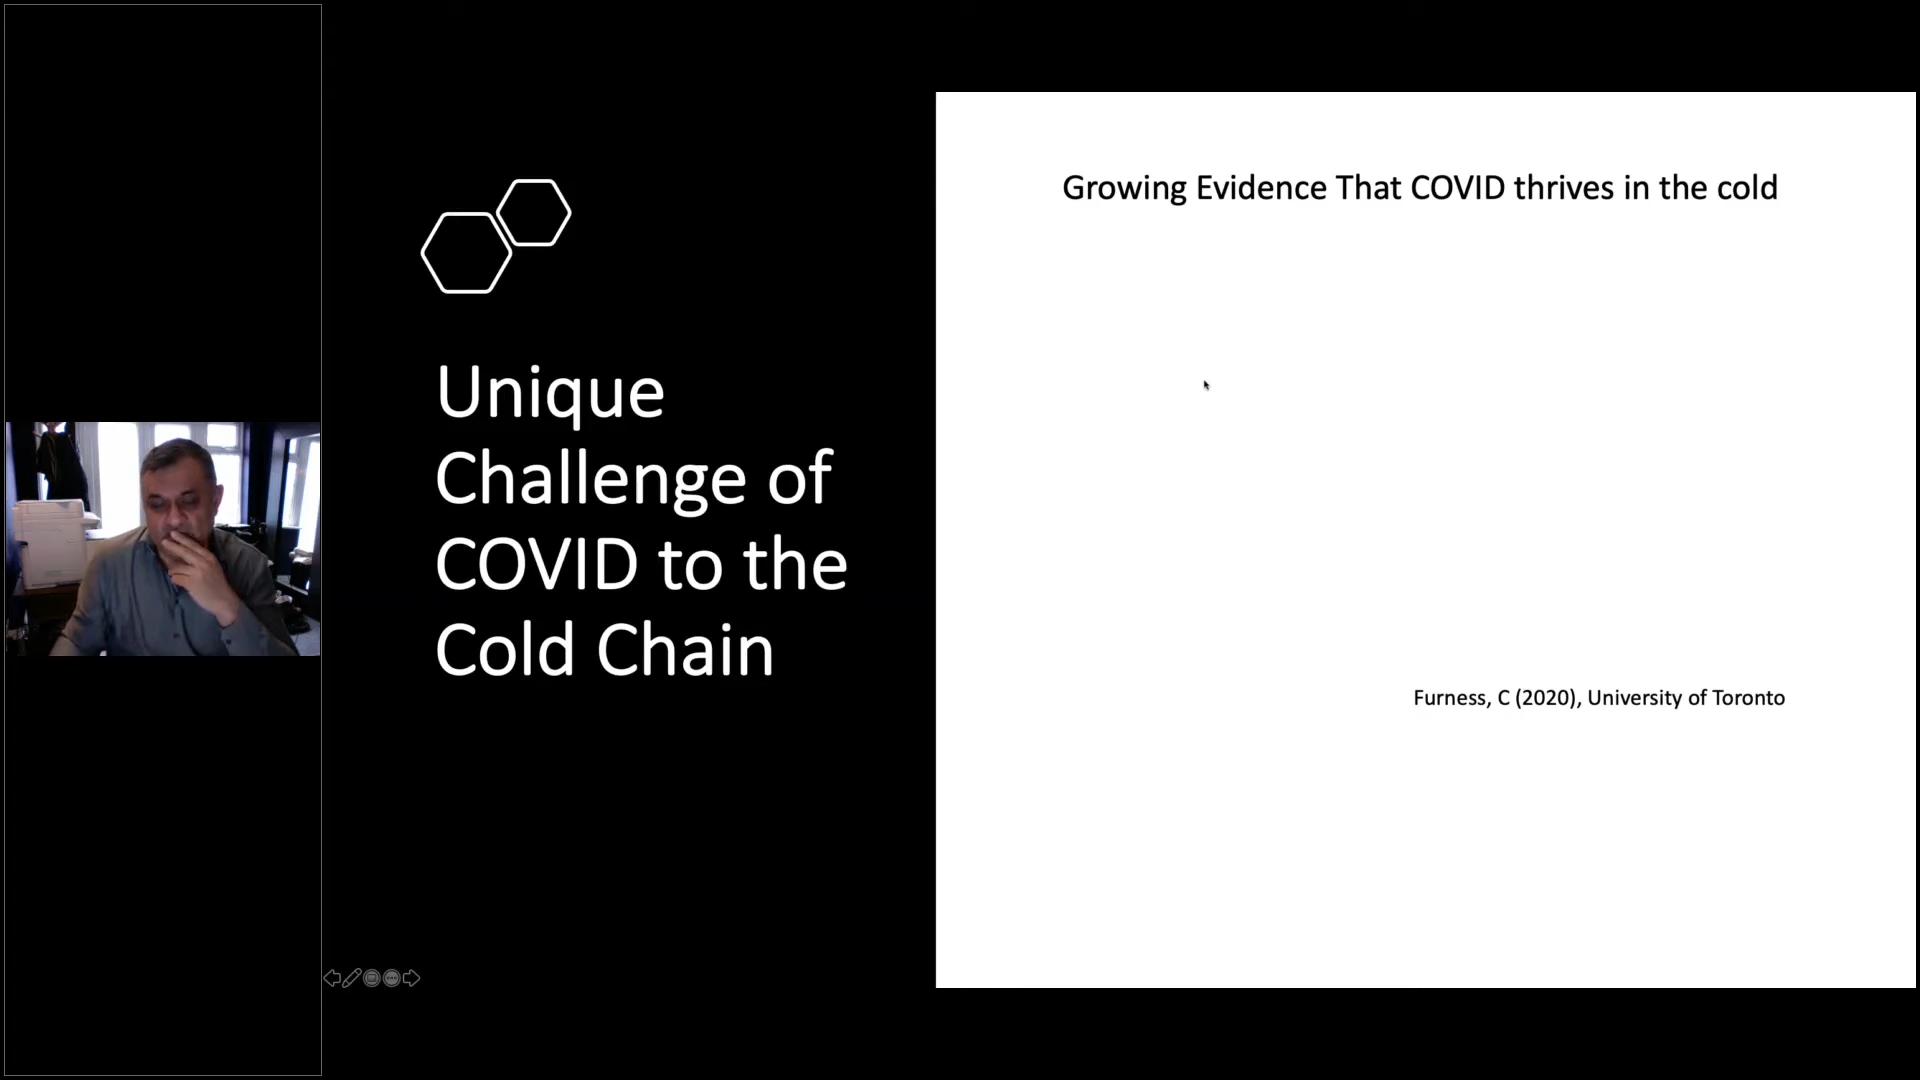 Unique
Challenge of
COVID to the
Cold Chain
Growing Evidence That COVID thrives in the cold
Furness, C (2020), University of Toronto